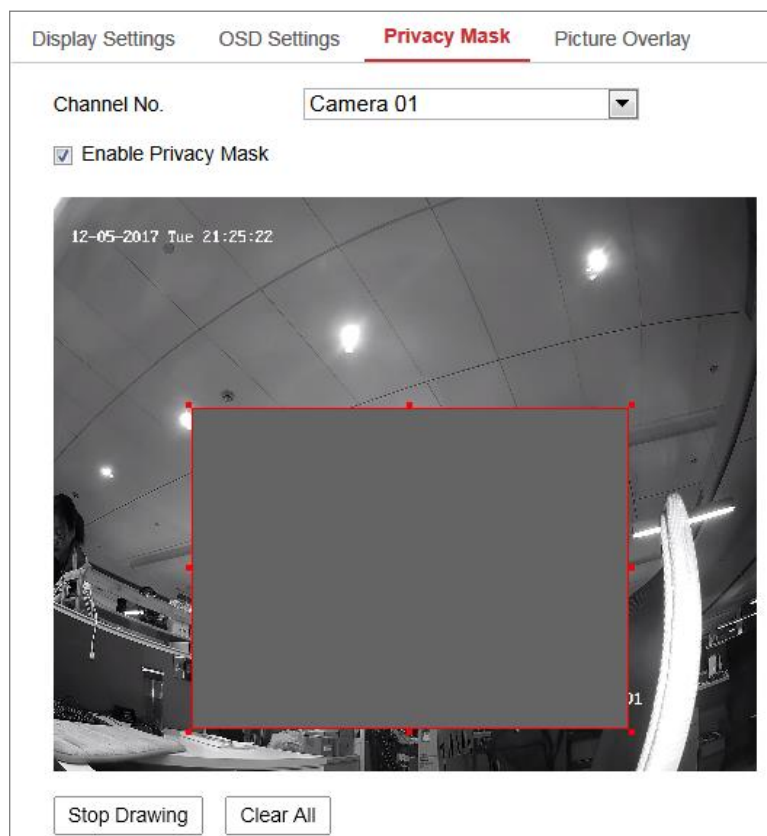 Display Settings OSD Settings Privacy Mask Picture Overlay
Channel No. Camera 01
Enable Privacy Mask
12-05-2017 Tue 21:25:22
01
Stop Drawing Clear All